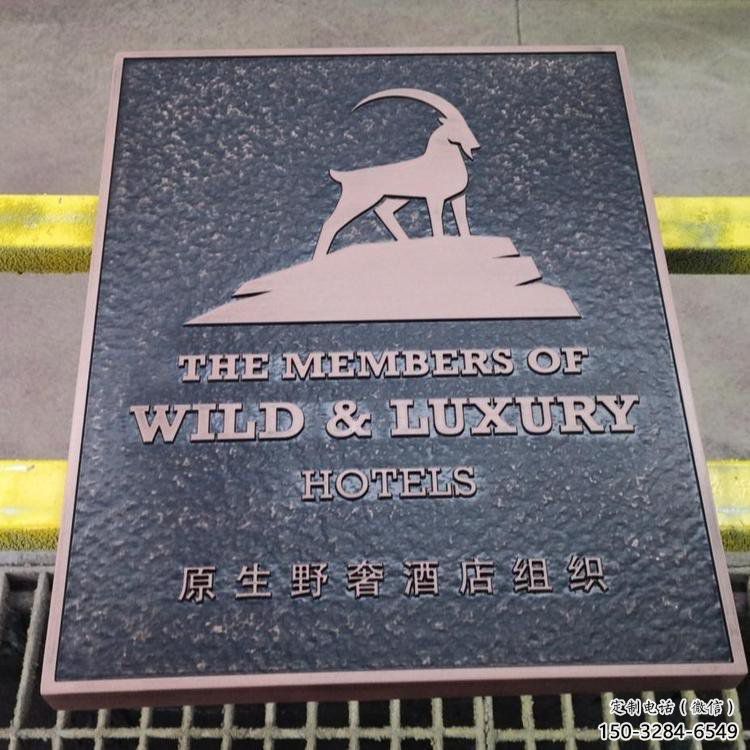 THE MEMBERS OF
WILD & LUXURY
HOTELS
原生野奢酒店组织
定制电话（微信）
150-3284-6549